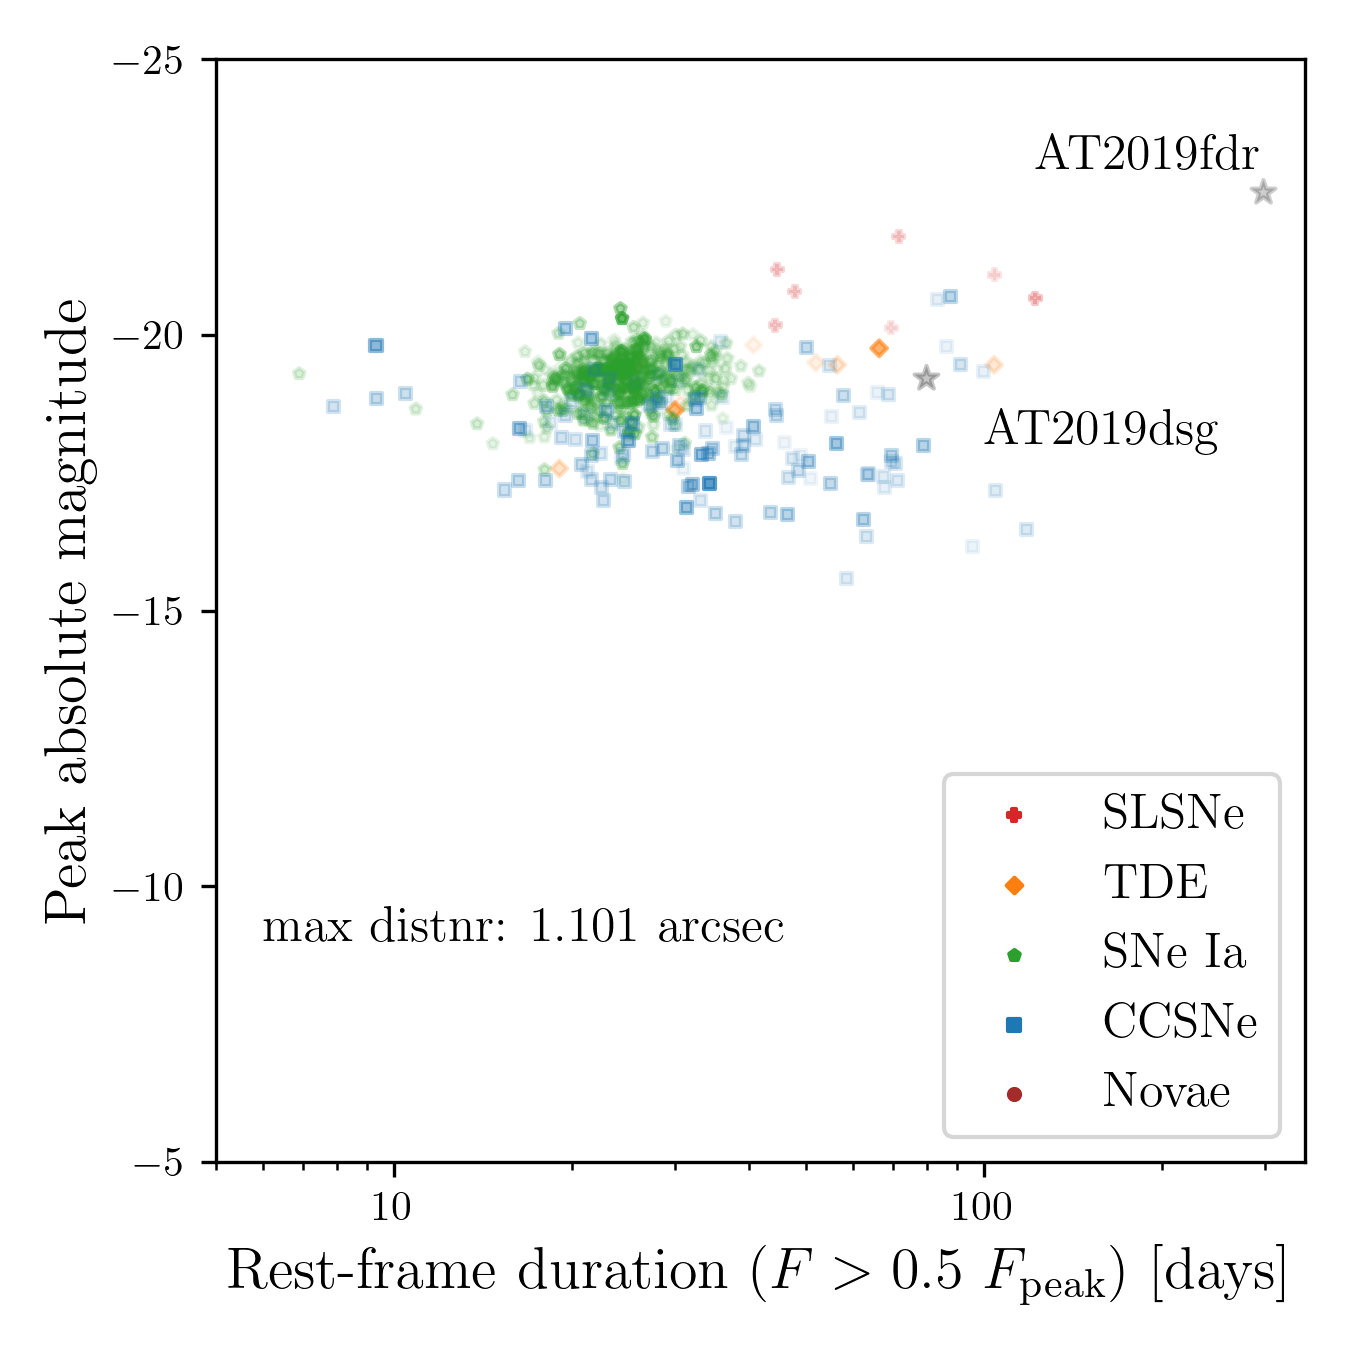 −25
−20
−15
−10
−5
Peak absolute magnitude
AT2019fdr
AT2019dsg
max distnr: 1.101 arcsec
SLSNe
TDE
SNe Ia
CCSNe
Novae
10
100
Rest-frame duration (F > 0.5 F_peak) [days]